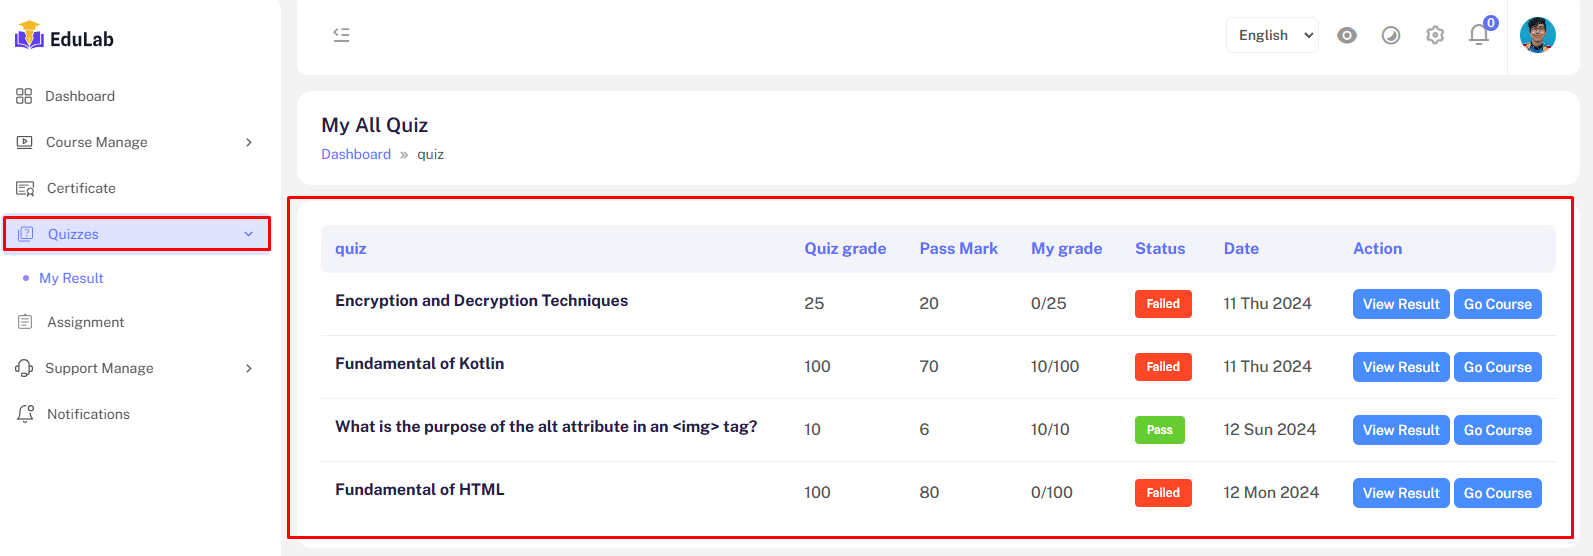 EduLab
Dashboard
Course Manage
Certificate
Quizzes
My Result
Assignment
Support Manage
Notifications
English 0
My All Quiz
Dashboard » quiz
quiz Quiz grade Pass Mark My grade Status Date Action
Encryption and Decryption Techniques 25 20 0/25 Failed 11 Thu 2024 View Result Go Course
Fundamental of Kotlin 100 70 10/100 Failed 11 Thu 2024 View Result Go Course
What is the purpose of the alt attribute in an <img> tag? 10 6 10/10 Pass 12 Sun 2024 View Result Go Course
Fundamental of HTML 100 80 0/100 Failed 12 Mon 2024 View Result Go Course